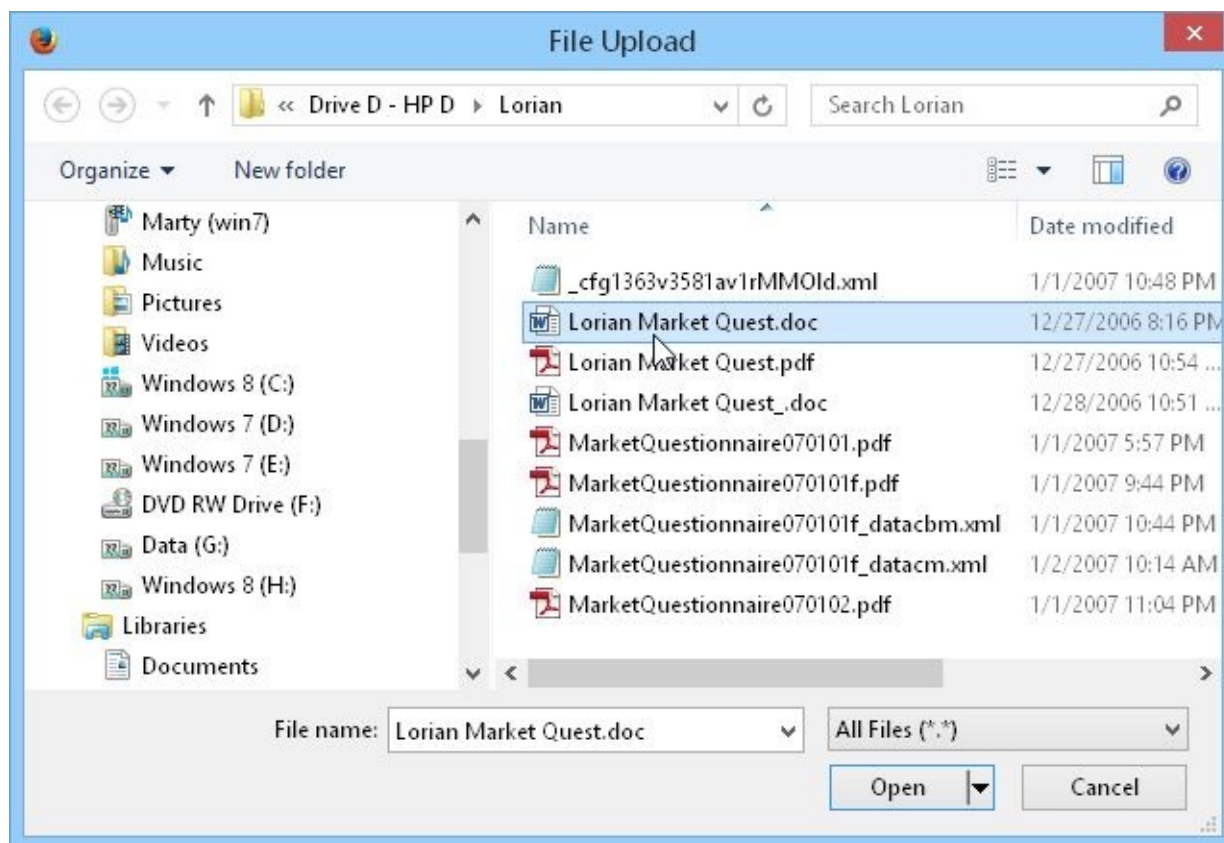 File Upload
« Drive D - HP D ▸ Lorian
Search Lorian
Organize
New folder
Marty (win7)
Music
Pictures
Videos
Windows 8 (C:)
Windows 7 (D:)
Windows 7 (E:)
DVD RW Drive (F:)
Data (G:)
Windows 8 (H:)
Libraries
Documents
Name Date modified
_cfg1363v3581av1rMMOld.xml 1/1/2007 10:48 PM
Lorian Market Quest.doc 12/27/2006 8:16 PM
Lorian Market Quest.pdf 12/27/2006 10:54 ...
Lorian Market Quest_.doc 12/28/2006 10:51 ...
MarketQuestionnaire070101.pdf 1/1/2007 5:57 PM
MarketQuestionnaire070101f.pdf 1/1/2007 9:44 PM
MarketQuestionnaire070101f_datacbm.xml 1/1/2007 10:44 PM
MarketQuestionnaire070101f_datacm.xml 1/2/2007 10:14 AM
MarketQuestionnaire070102.pdf 1/1/2007 11:04 PM
File name: Lorian Market Quest.doc
All Files (*.*)
Open
Cancel